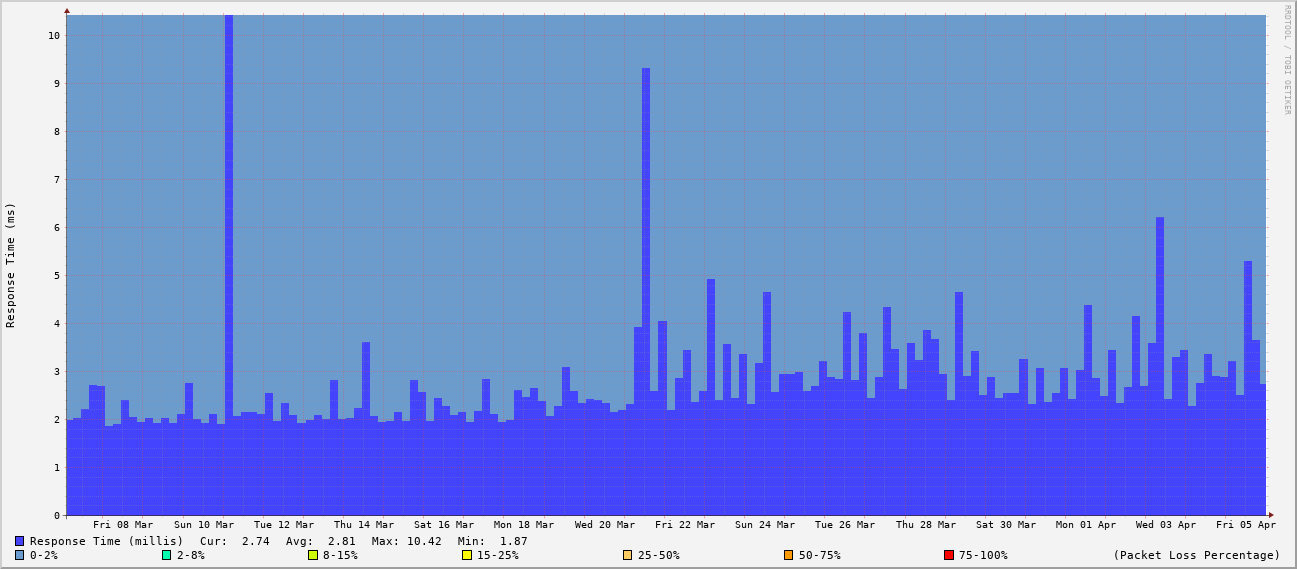 RRDTOOL / TOBI OETIKER
Response Time (ms)
10
9
8
7
6
5
4
3
2
1
0
Fri 08 Mar Sun 10 Mar Tue 12 Mar Thu 14 Mar Sat 16 Mar Mon 18 Mar Wed 20 Mar Fri 22 Mar Sun 24 Mar Tue 26 Mar Thu 28 Mar Sat 30 Mar Mon 01 Apr Wed 03 Apr Fri 05 Apr
Response Time (millis) Cur: 2.74 Avg: 2.81 Max: 10.42 Min: 1.87
0-2% 2-8% 8-15% 15-25% 25-50% 50-75% 75-100% (Packet Loss Percentage)